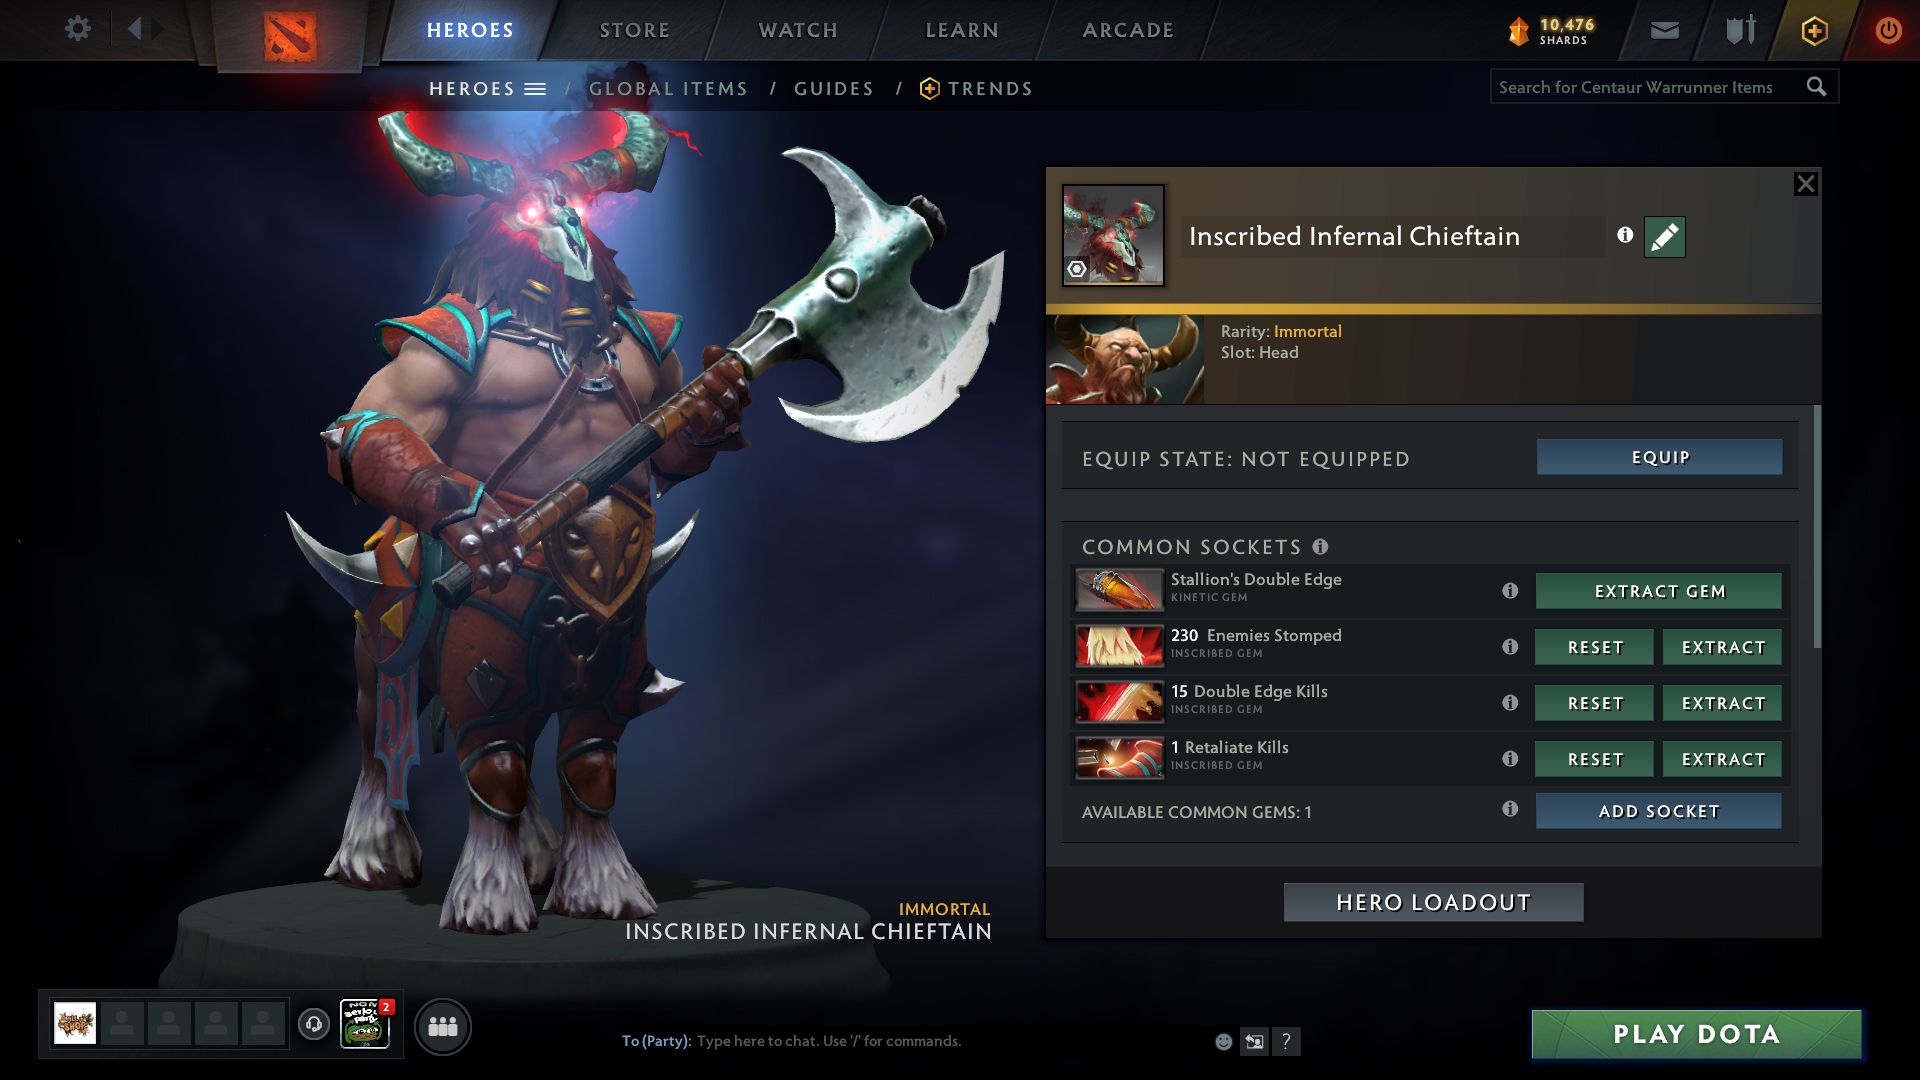 HEROES
STORE
WATCH
LEARN
ARCADE
10,476
SHARDS
HEROES / GLOBAL ITEMS / GUIDES / TRENDS
Search for Centaur Warrunner Items
Inscribed Infernal Chieftain
Rarity: Immortal
Slot: Head
EQUIP STATE: NOT EQUIPPED
EQUIP
COMMON SOCKETS
Stallion's Double Edge
KINETIC GEM
EXTRACT GEM
230 Enemies Stomped
INSCRIBED GEM
RESET
EXTRACT
15 Double Edge Kills
INSCRIBED GEM
RESET
EXTRACT
1 Retaliate Kills
INSCRIBED GEM
RESET
EXTRACT
AVAILABLE COMMON GEMS: 1
ADD SOCKET
HERO LOADOUT
IMMORTAL
INSCRIBED INFERNAL CHIEFTAIN
2
To (Party): Type here to chat. Use '/' for commands.
?
PLAY DOTA